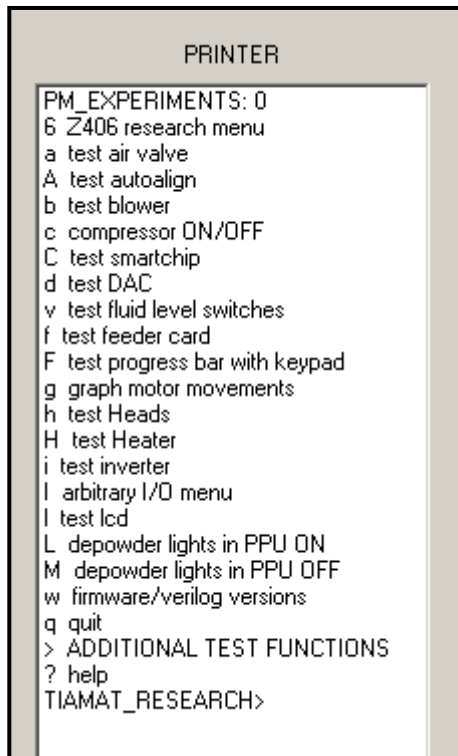 PRINTER
PM_EXPERIMENTS: 0
6 Z406 research menu
a test air valve
A test autoalign
b test blower
c compressor ON/OFF
C test smartchip
d test DAC
v test fluid level switches
f test feeder card
F test progress bar with keypad
g graph motor movements
h test Heads
H test Heater
i test inverter
I arbitrary I/O menu
l test lcd
L depowder lights in PPU ON
M depowder lights in PPU OFF
w firmware/verilog versions
q quit
> ADDITIONAL TEST FUNCTIONS
? help
TIAMAT_RESEARCH>